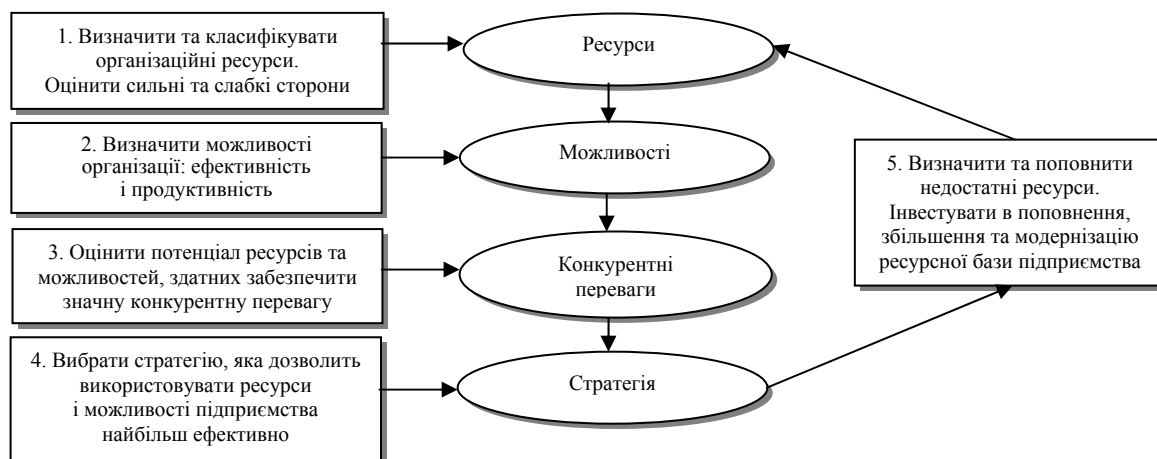 1. Визначити та класифікувати
організаційні ресурси.
Оцінити сильні та слабкі сторони
Ресурси
2. Визначити можливості
організації: ефективність
і продуктивність
Можливості
3. Оцінити потенціал ресурсів та
можливостей, здатних забезпечити
значну конкурентну перевагу
Конкурентні
переваги
4. Вибрати стратегію, яка дозволить
використовувати ресурси
і можливості підприємства
найбільш ефективно
Стратегія
5. Визначити та поповнити
недостатні ресурси.
Інвестувати в поповнення,
збільшення та модернізацію
ресурсної бази підприємства